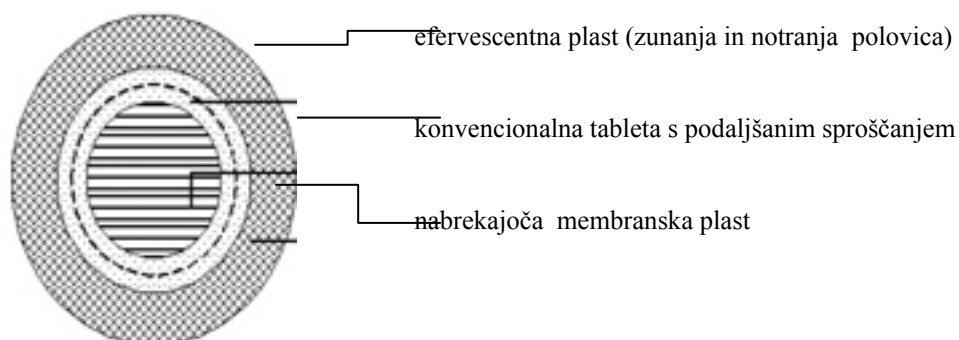 efervescentna plast (zunanja in notranja polovica)
konvencionalna tableta s podaljšanim sproščanjem
nabrekajoča membranska plast